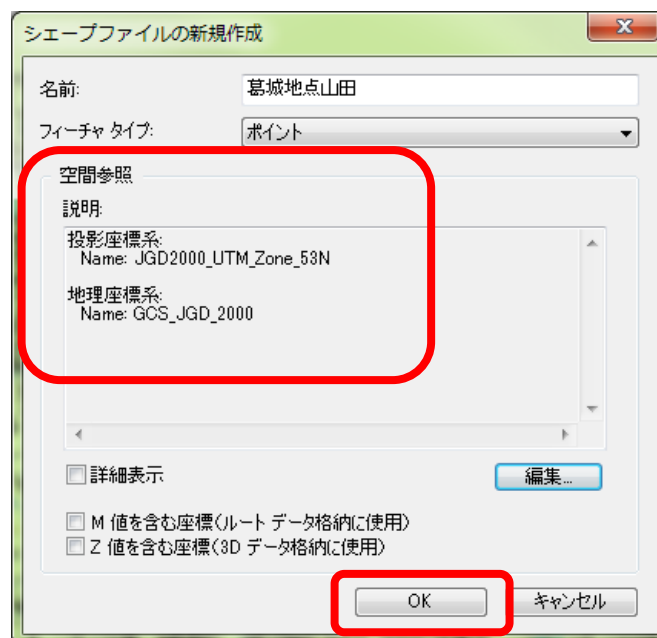 シェープファイルの新規作成
名前: 葛城地点山田
フィーチャ タイプ: ポイント
空間参照
説明:
投影座標系:
Name: JGD2000_UTM_Zone_53N
地理座標系:
Name: GCS_JGD_2000
詳細表示
編集...
M 値を含む座標(ルート データ格納に使用)
Z 値を含む座標(3D データ格納に使用)
OK キャンセル